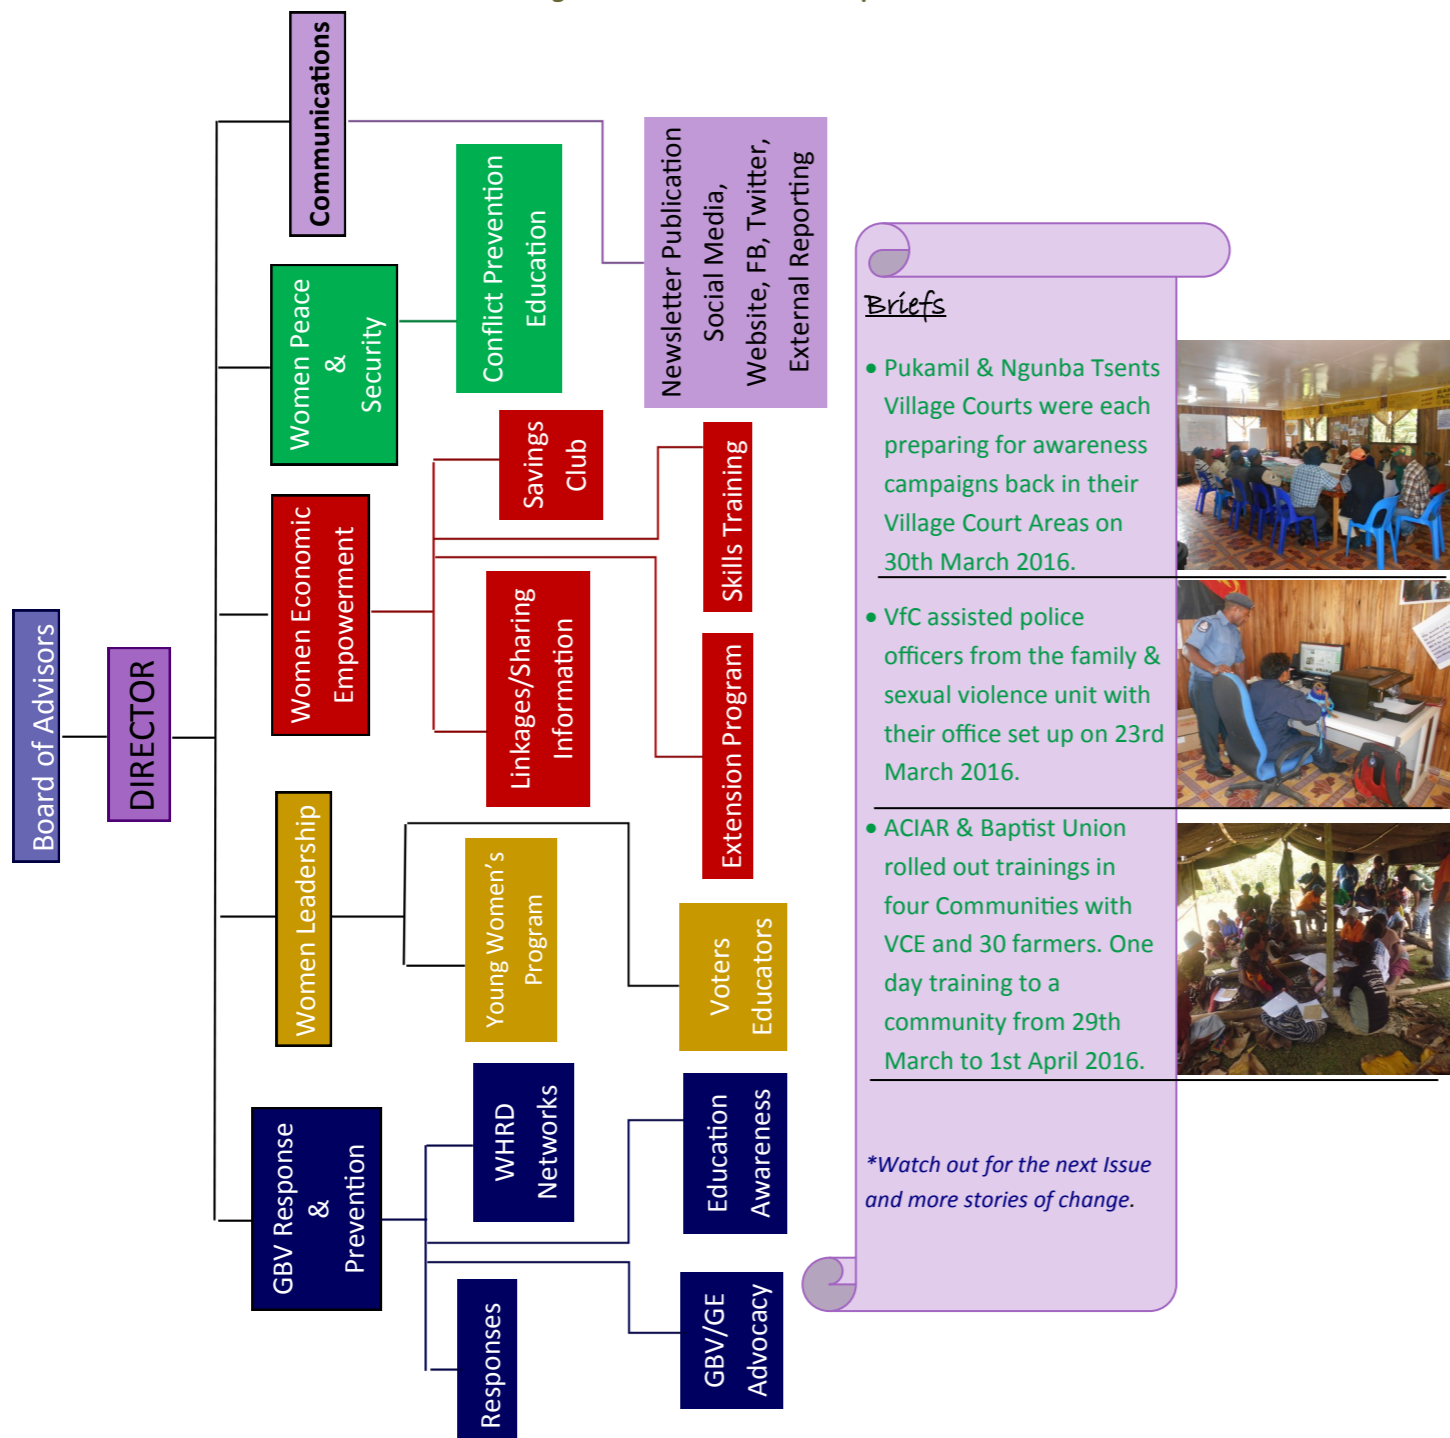 Board of Advisors
DIRECTOR
GBV Response
&
Prevention
Women Leadership
Women Economic
Empowerment
Women Peace
&
Security
Communications
Responses
WHRD
Networks
GBV/GE
Advocacy
Education
Awareness
Young Women's
Program
Voters
Educators
Linkages/Sharing
Information
Savings
Club
Extension Program
Skills Training
Conflict Prevention
Education
Newsletter Publication
Social Media,
Website, FB, Twitter,
External Reporting
Briefs
• Pukamil & Ngunba Tsents
Village Courts were each
preparing for awareness
campaigns back in their
Village Court Areas on
30th March 2016.
• VfC assisted police
officers from the family &
sexual violence unit with
their office set up on 23rd
March 2016.
• ACIAR & Baptist Union
rolled out trainings in
four Communities with
VCE and 30 farmers. One
day training to a
community from 29th
March to 1st April 2016.
*Watch out for the next Issue
and more stories of change.